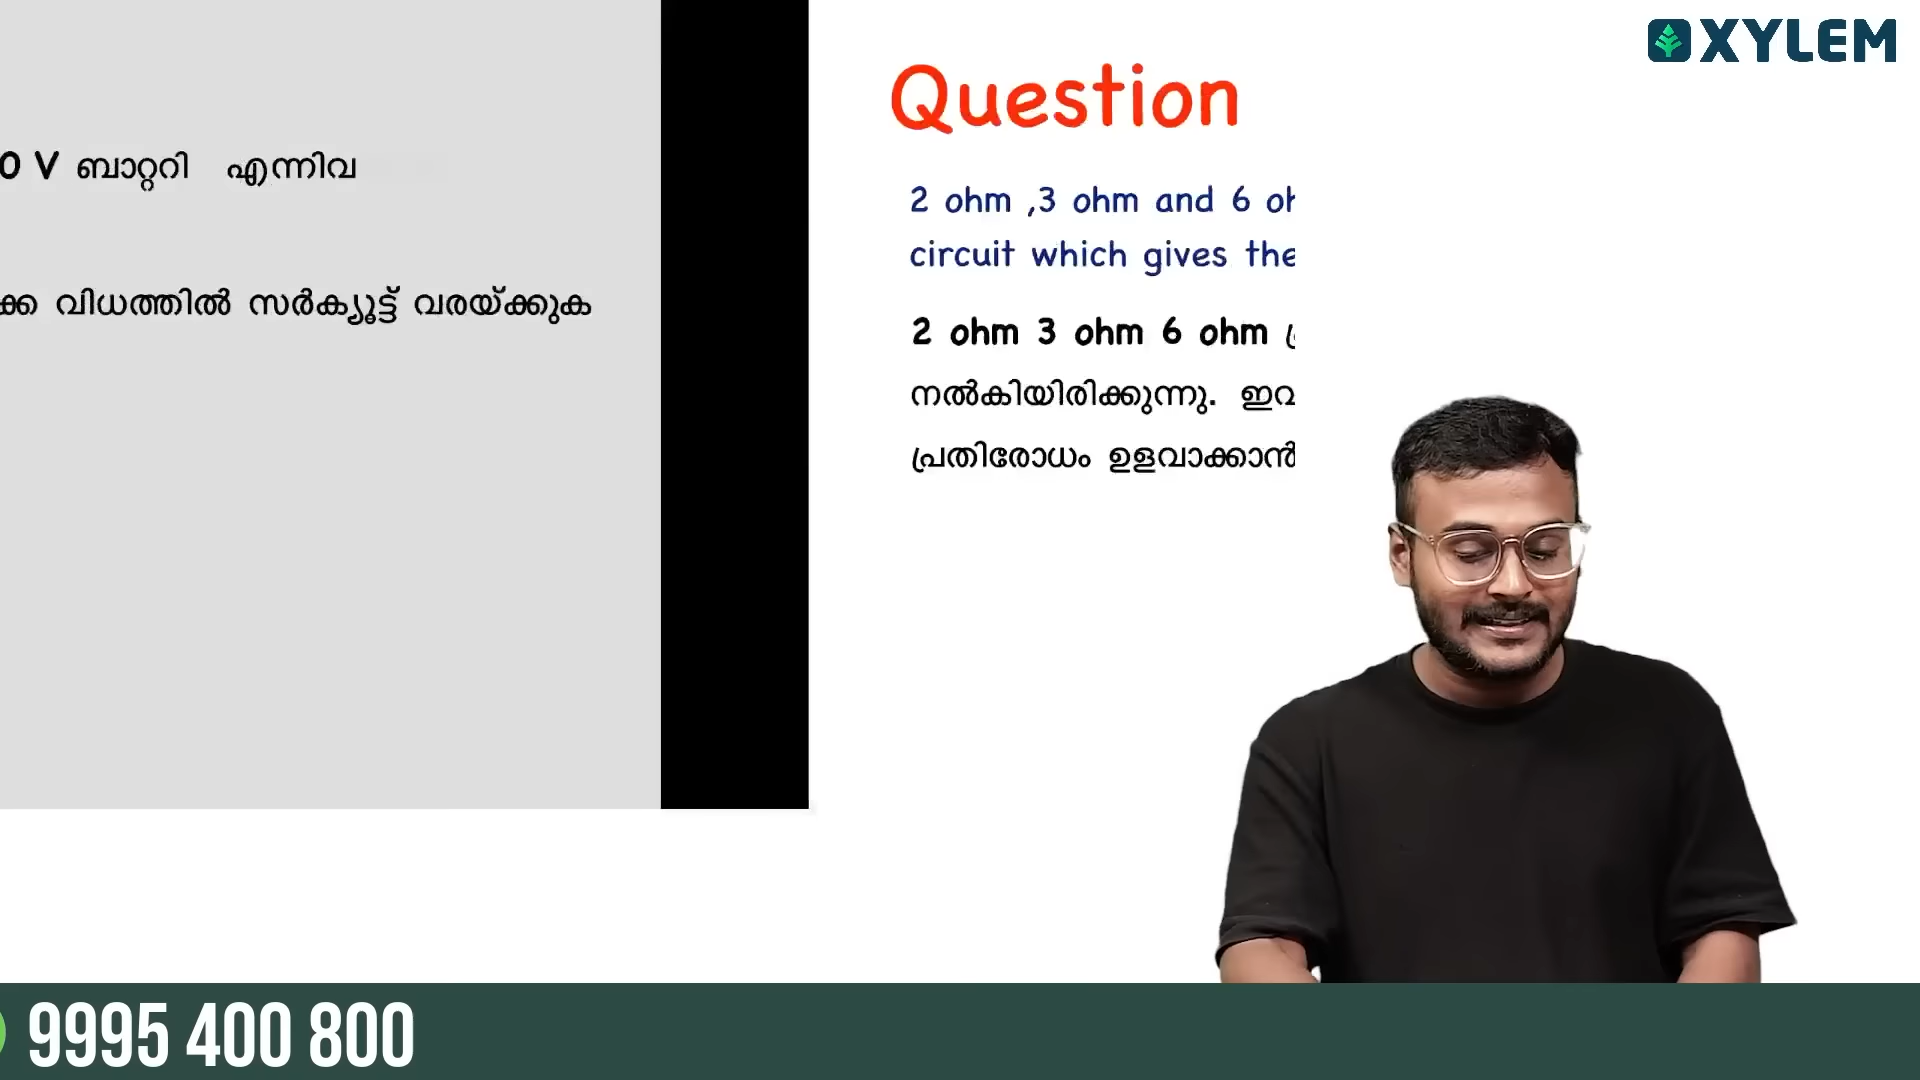 0 V ബാറ്ററി എന്നിവ
ക്ക വിധത്തിൽ സർക്യൂട്ട് വരയ്ക്കുക
Question
2 ohm ,3 ohm and 6
circuit which gives the
2 ohm 3 ohm 6 ohm
നൽകിയിരിക്കുന്നു.
പ്രതിരോധം ഉളവാക്കാൻ
XYLEM
9995 400 800